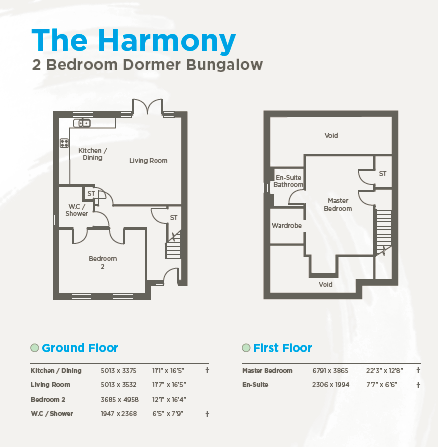 The Harmony
2 Bedroom Dormer Bungalow
Kitchen /
Dining
Living Room
ST
W.C /
Shower
ST
Bedroom
2
Void
En-Suite
Bathroom
ST
Master
Bedroom
Wardrobe
Void
Ground Floor
Kitchen / Dining 5013 x 3375 11'1" x 16'5" †
Living Room 5013 x 3532 11'7" x 16'5"
Bedroom 2 3685 x 4958 12'1" x 16'4"
W.C / Shower 1947 x 2368 6'5" x 7'9" †
First Floor
Master Bedroom 6791 x 3865 22'3" x 12'8" †
En-Suite 2306 x 1994 7'7" x 6'6" †